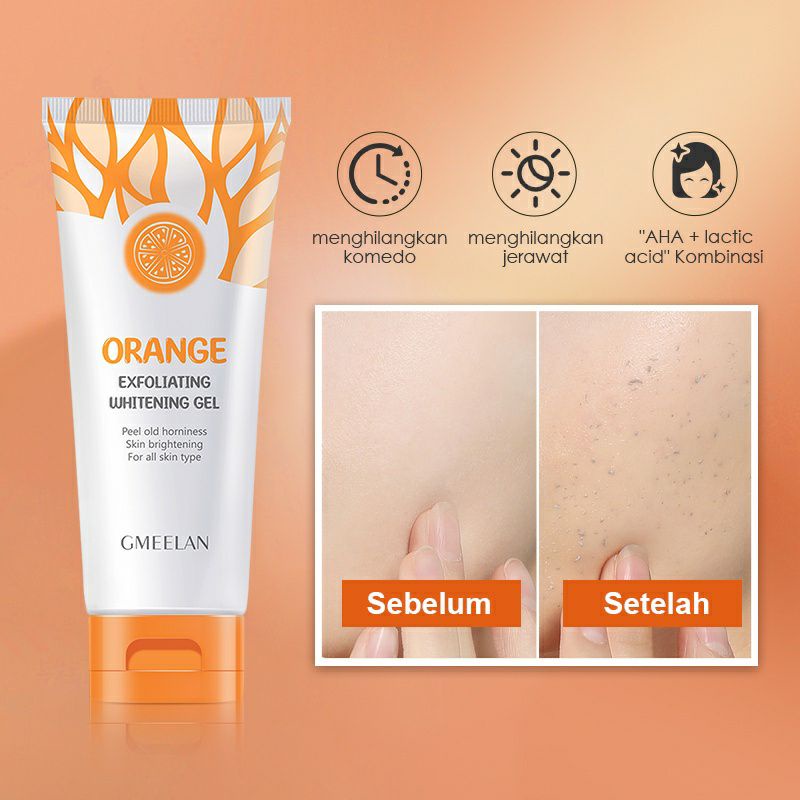 ORANGE
EXFOLIATING
WHITENING GEL
Peel old horniness
Skin brightening
For all skin type
GMEELAN
menghilangkan
komedo
menghilangkan
jerawat
"AHA + lactic
acid" Kombinasi
Sebelum
Setelah